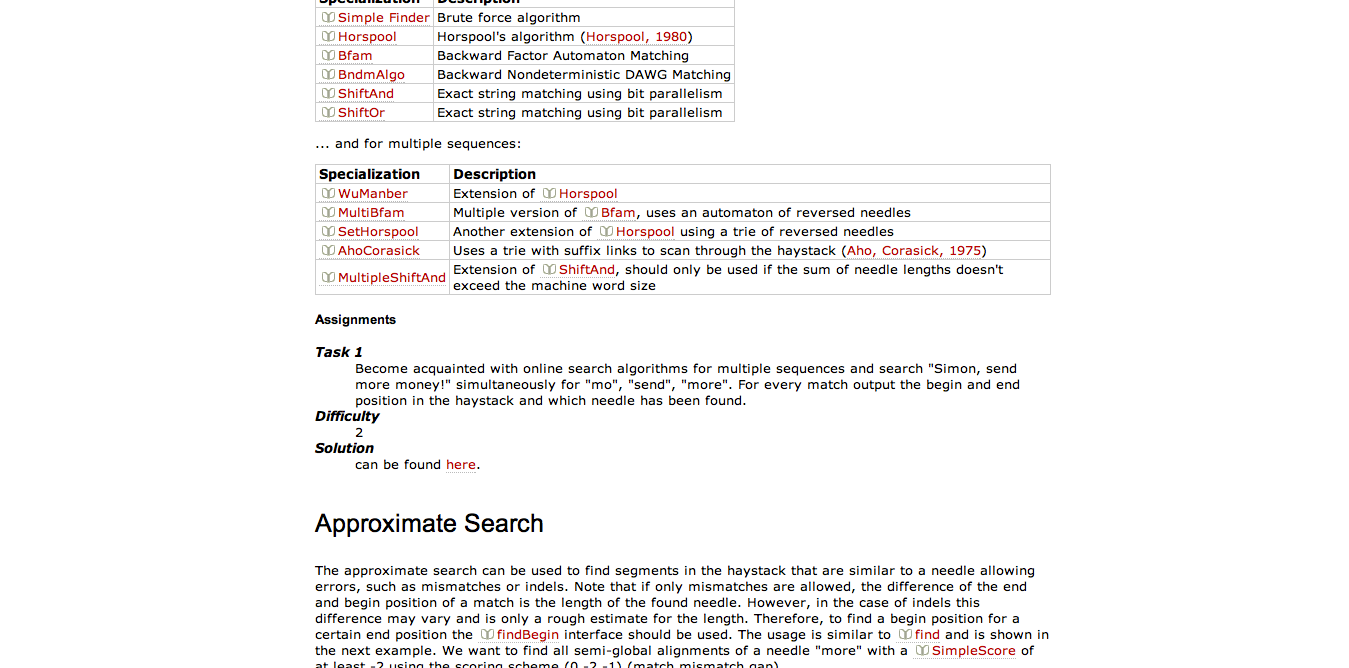 Specialization Description
Simple Finder Brute force algorithm
Horspool Horspool's algorithm (Horspool, 1980)
Bfam Backward Factor Automaton Matching
BndmAlgo Backward Nondeterministic DAWG Matching
ShiftAnd Exact string matching using bit parallelism
ShiftOr Exact string matching using bit parallelism
... and for multiple sequences:
Specialization Description
WuManber Extension of Horspool
MultiBfam Multiple version of Bfam, uses an automaton of reversed needles
SetHorspool Another extension of Horspool using a trie of reversed needles
AhoCorasick Uses a trie with suffix links to scan through the haystack (Aho, Corasick, 1975)
MultipleShiftAnd Extension of ShiftAnd, should only be used if the sum of needle lengths doesn't
exceed the machine word size
Assignments
Task 1
Become acquainted with online search algorithms for multiple sequences and search "Simon, send
more money!" simultaneously for "mo", "send", "more". For every match output the begin and end
position in the haystack and which needle has been found.
Difficulty
2
Solution
can be found here.
Approximate Search
The approximate search can be used to find segments in the haystack that are similar to a needle allowing
errors, such as mismatches or indels. Note that if only mismatches are allowed, the difference of the end
and begin position of a match is the length of the found needle. However, in the case of indels this
difference may vary and is only a rough estimate for the length. Therefore, to find a begin position for a
certain end position the findBegin interface should be used. The usage is similar to find and is shown in
the next example. We want to find all semi-global alignments of a needle "more" with a SimpleScore of
at least -2 using the scoring scheme (0,-2,-1) (match,mismatch,gap).